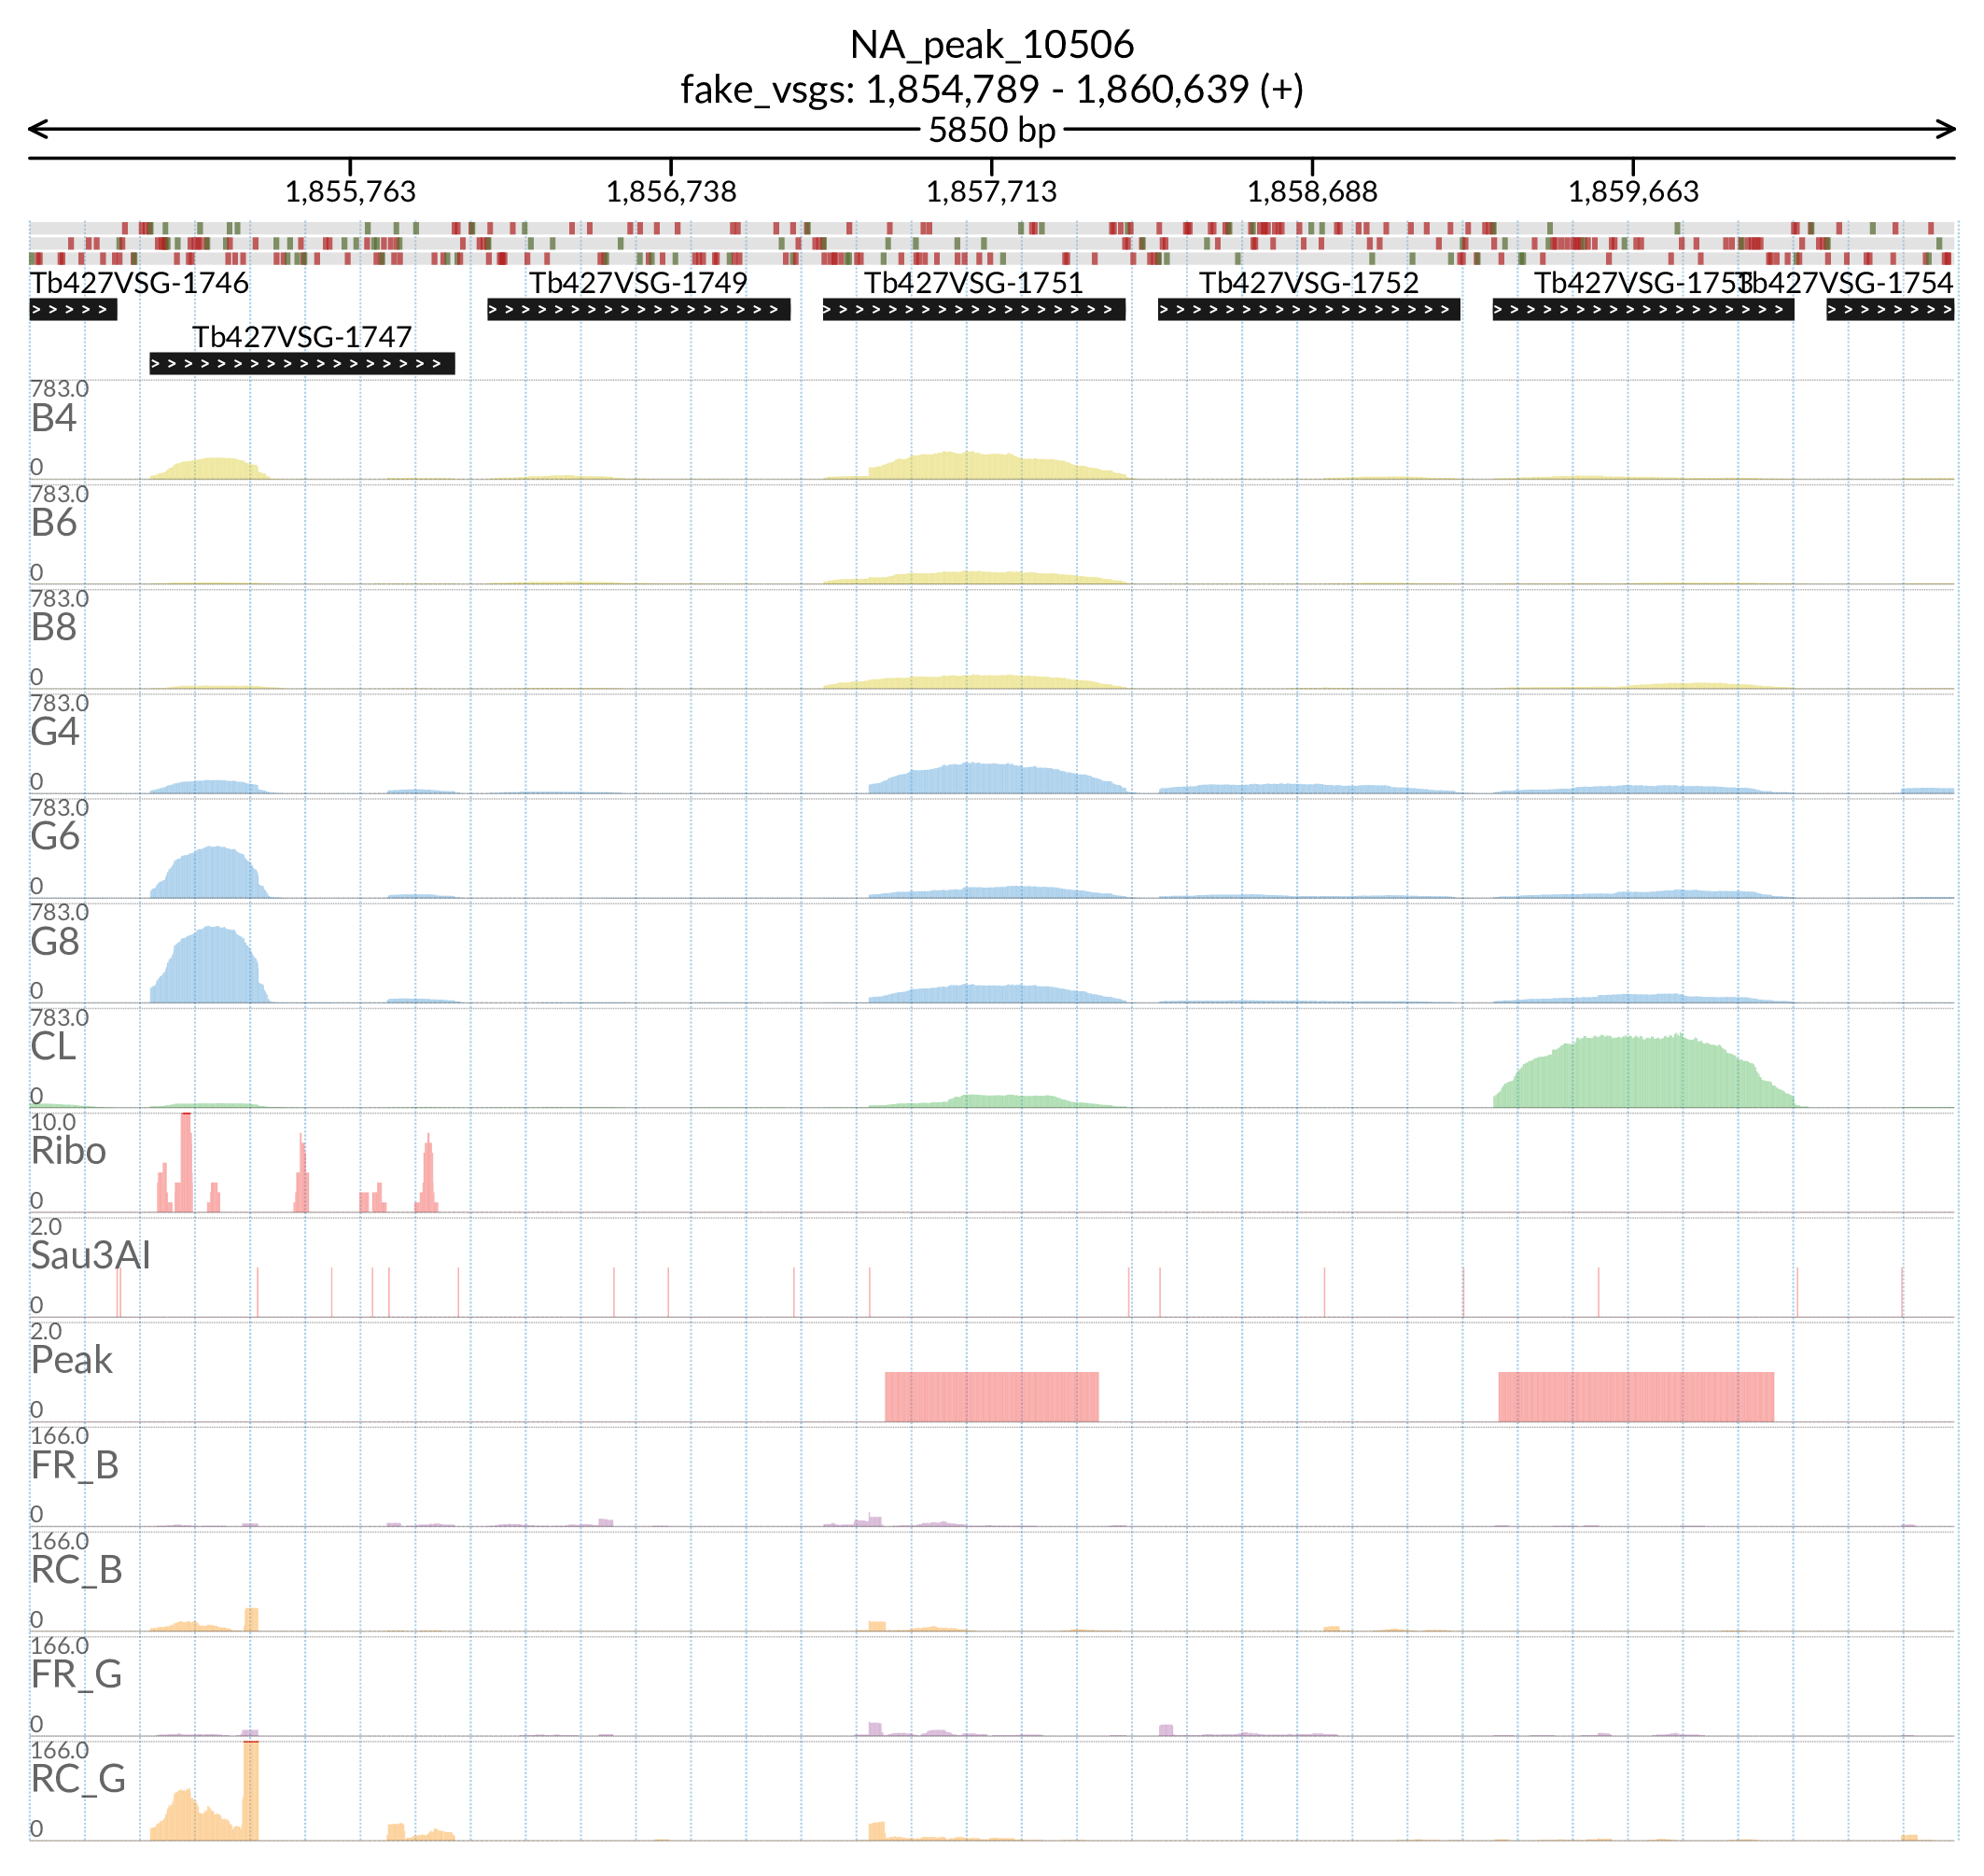 NA_peak_10506
fake_vsgs: 1,854,789 - 1,860,639 (+)
5850 bp
1,855,763 1,856,738 1,857,713 1,858,688 1,859,663
Tb427VSG-1746 Tb427VSG-1749 Tb427VSG-1751 Tb427VSG-1752 Tb427VSG-1753 Tb427VSG-1754
Tb427VSG-1747
783.0
B4
0
783.0
B6
0
783.0
B8
0
783.0
G4
0
783.0
G6
0
783.0
G8
0
783.0
CL
0
10.0
Ribo
0
2.0
Sau3AI
0
2.0
Peak
0
166.0
FR_B
0
166.0
RC_B
0
166.0
FR_G
0
166.0
RC_G
0